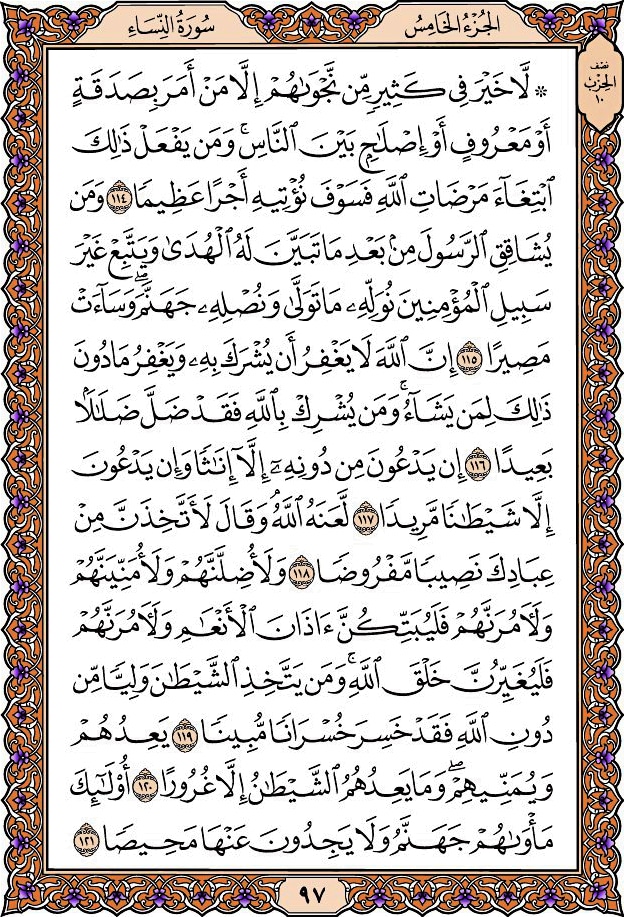 سُورَةُ النِّسَاءِ
الجُزْءُ الخَامِسُ
نصف
الحِزْب
١٠
۞ لَّا خَيْرَ فِي كَثِيرٍ مِّن نَّجْوَىٰهُمْ إِلَّا مَنْ أَمَرَ بِصَدَقَةٍ
أَوْ مَعْرُوفٍ أَوْ إِصْلَٰحٍۭ بَيْنَ ٱلنَّاسِۚ وَمَن يَفْعَلْ ذَٰلِكَ
ٱبْتِغَآءَ مَرْضَاتِ ٱللَّهِ فَسَوْفَ نُؤْتِيهِ أَجْرًا عَظِيمًا ١١٤ وَمَن
يُشَاقِقِ ٱلرَّسُولَ مِنۢ بَعْدِ مَا تَبَيَّنَ لَهُ ٱلْهُدَىٰ وَيَتَّبِعْ غَيْرَ
سَبِيلِ ٱلْمُؤْمِنِينَ نُوَلِّهِۦ مَا تَوَلَّىٰ وَنُصْلِهِۦ جَهَنَّمَۖ وَسَآءَتْ
مَصِيرًا ١١٥ إِنَّ ٱللَّهَ لَا يَغْفِرُ أَن يُشْرَكَ بِهِۦ وَيَغْفِرُ مَا دُونَ
ذَٰلِكَ لِمَن يَشَآءُۚ وَمَن يُشْرِكْ بِٱللَّهِ فَقَدْ ضَلَّ ضَلَٰلًۢا
بَعِيدًا ١١٦ إِن يَدْعُونَ مِن دُونِهِۦٓ إِلَّآ إِنَٰثًا وَإِن يَدْعُونَ
إِلَّا شَيْطَٰنًا مَّرِيدًا ١١٧ لَّعَنَهُ ٱللَّهُۘ وَقَالَ لَأَتَّخِذَنَّ مِنْ
عِبَادِكَ نَصِيبًا مَّفْرُوضًا ١١٨ وَلَأُضِلَّنَّهُمْ وَلَأُمَنِّيَنَّهُمْ
وَلَءَامُرَنَّهُمْ فَلَيُبَتِّكُنَّ ءَاذَانَ ٱلْأَنْعَٰمِ وَلَءَامُرَنَّهُمْ
فَلَيُغَيِّرُنَّ خَلْقَ ٱللَّهِۚ وَمَن يَتَّخِذِ ٱلشَّيْطَٰنَ وَلِيًّا مِّن
دُونِ ٱللَّهِ فَقَدْ خَسِرَ خُسْرَانًا مُّبِينًا ١١٩ يَعِدُهُمْ
وَيُمَنِّيهِمْۖ وَمَا يَعِدُهُمُ ٱلشَّيْطَٰنُ إِلَّا غُرُورًا ١٢٠ أُو۟لَٰٓئِكَ
مَأْوَىٰهُمْ جَهَنَّمُ وَلَا يَجِدُونَ عَنْهَا مَحِيصًا ١٢١
٩٧